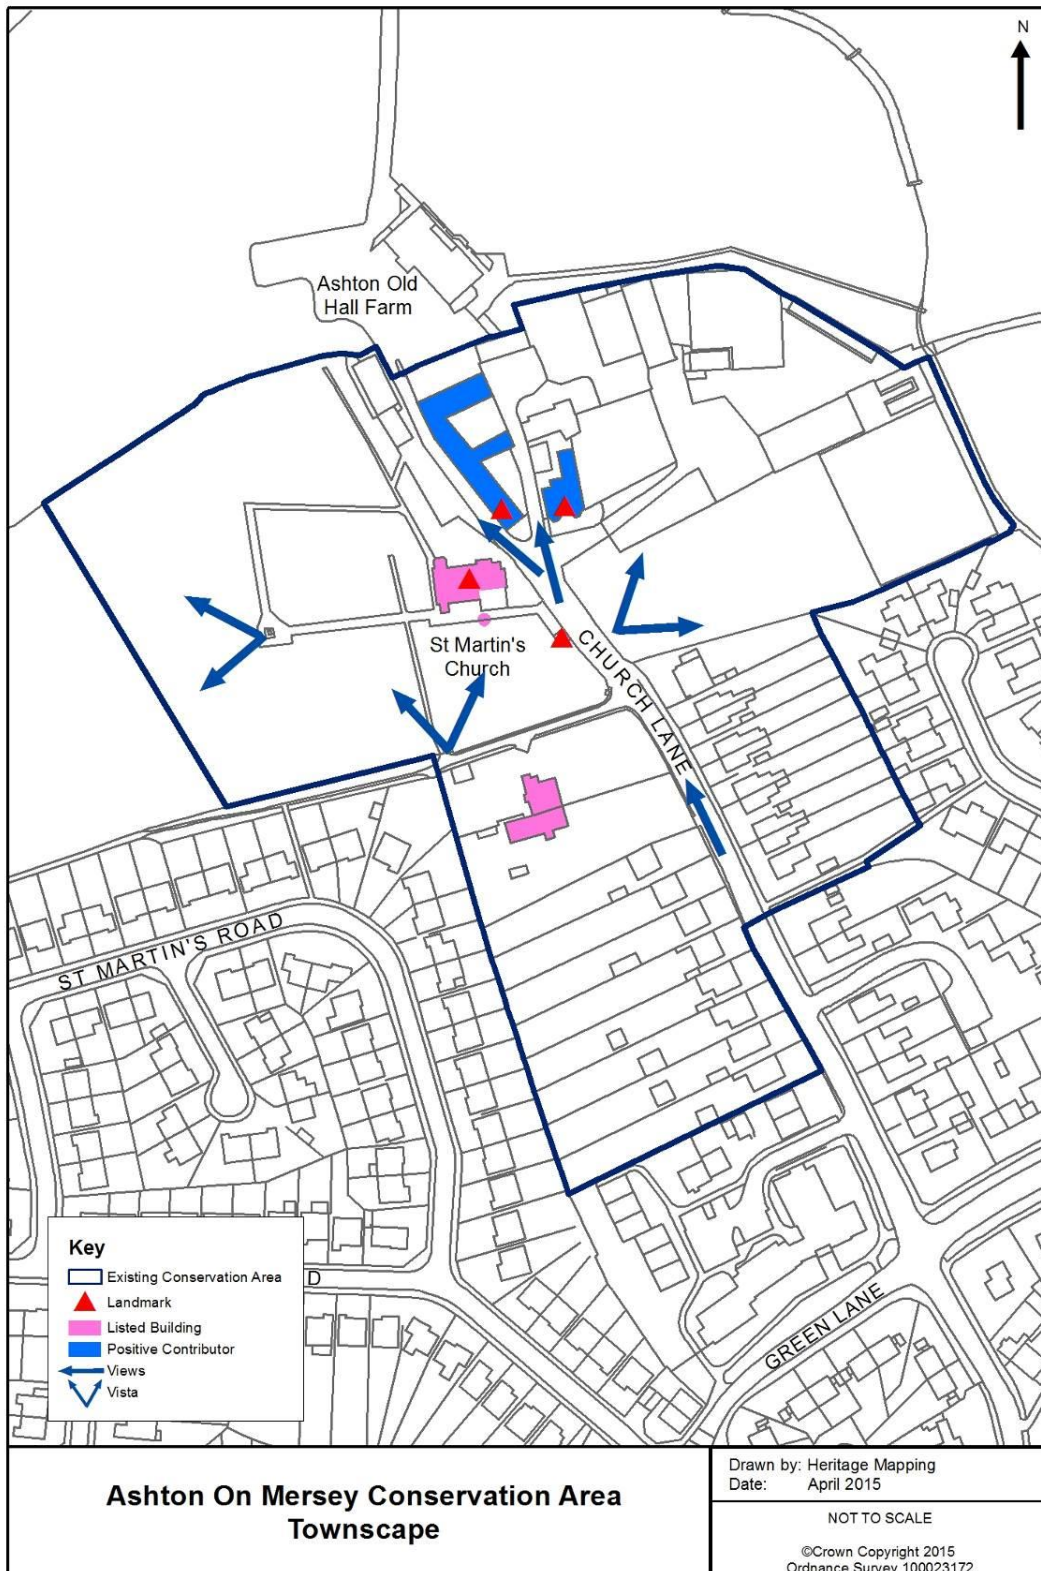 N
Ashton Old
Hall Farm
St Martin's
Church
CHURCH LANE
ST MARTIN'S ROAD
D
GREEN LANE
Key
Existing Conservation Area
Landmark
Listed Building
Positive Contributor
Views
Vista
Ashton On Mersey Conservation Area
Townscape
Drawn by: Heritage Mapping
Date: April 2015
NOT TO SCALE
©Crown Copyright 2015
Ordnance Survey 100023172